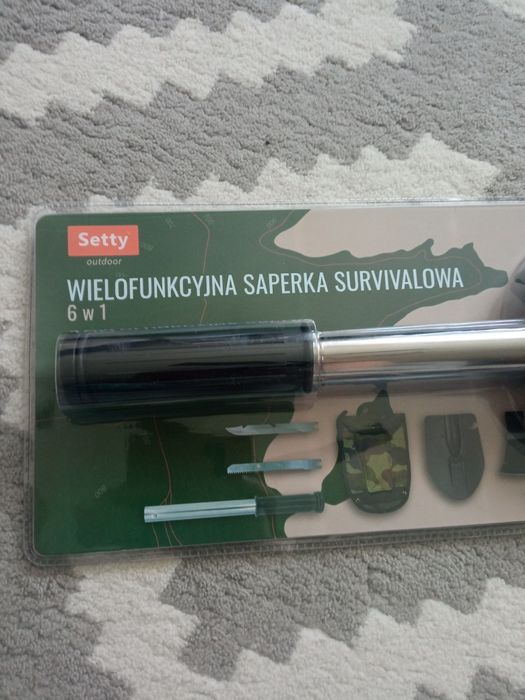 Setty
outdoor
WIELOFUNKCYJNA SAPERKA SURVIVALOWA
6 w 1